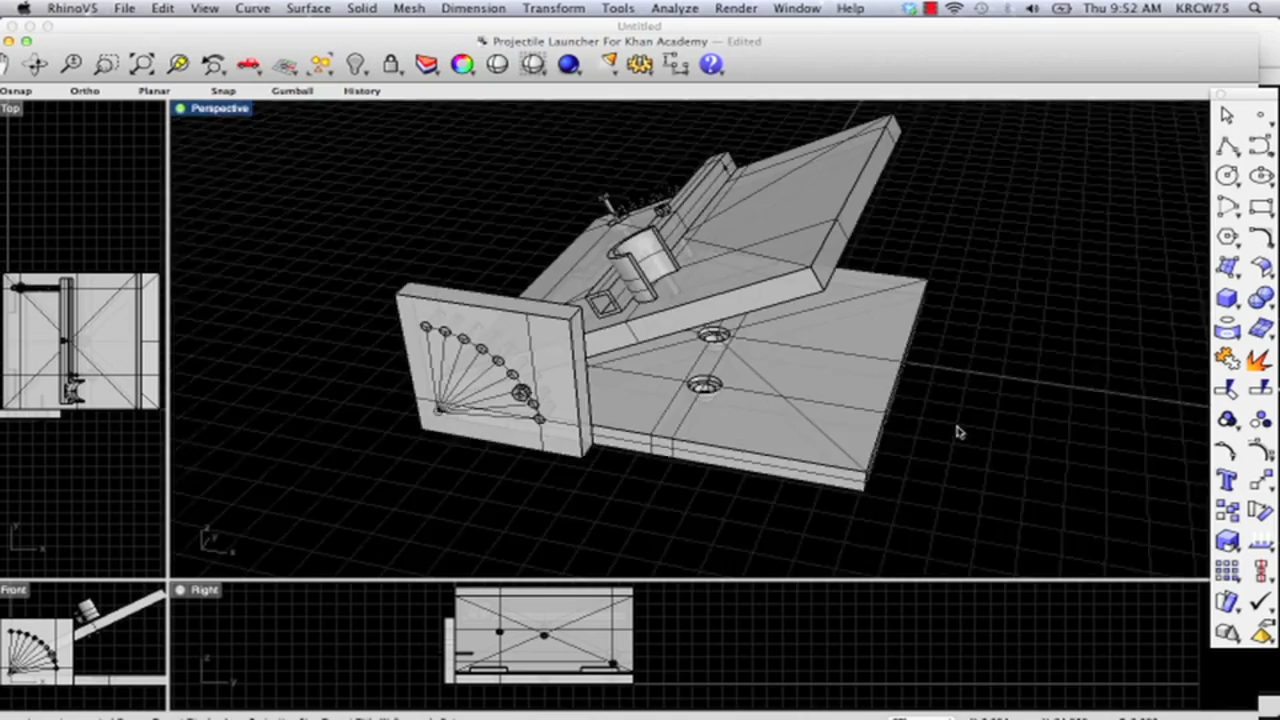 RhinoVS File Edit View Curve Surface Solid Mesh Dimension Transform Tools Analyze Render Window Help Thu 9:52 AM KRCW75
Untitled
Projectile Launcher For Khan Academy — Edited
Osnap Ortho Planar Snap Gumball History
Top Perspective
Front Right